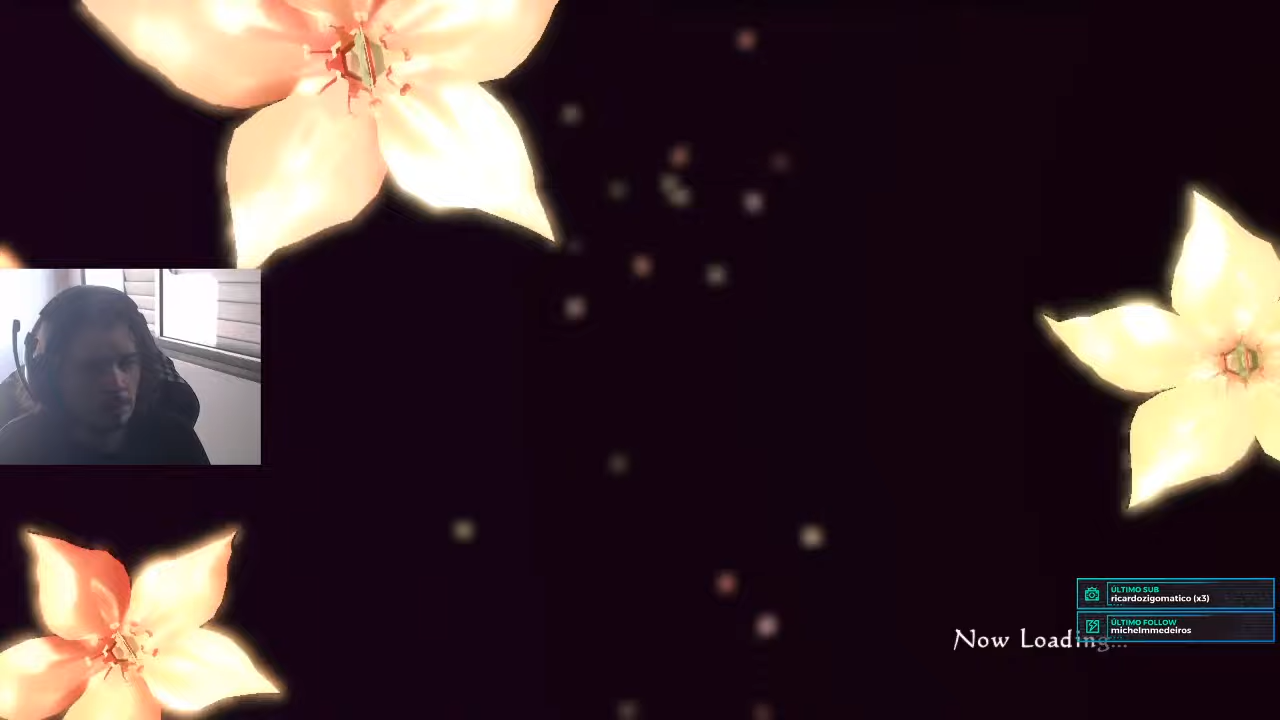 ÚLTIMO SUB
ricardozigomatico (x3)
ÚLTIMO FOLLOW
michelmmedeiros
Now Loading...